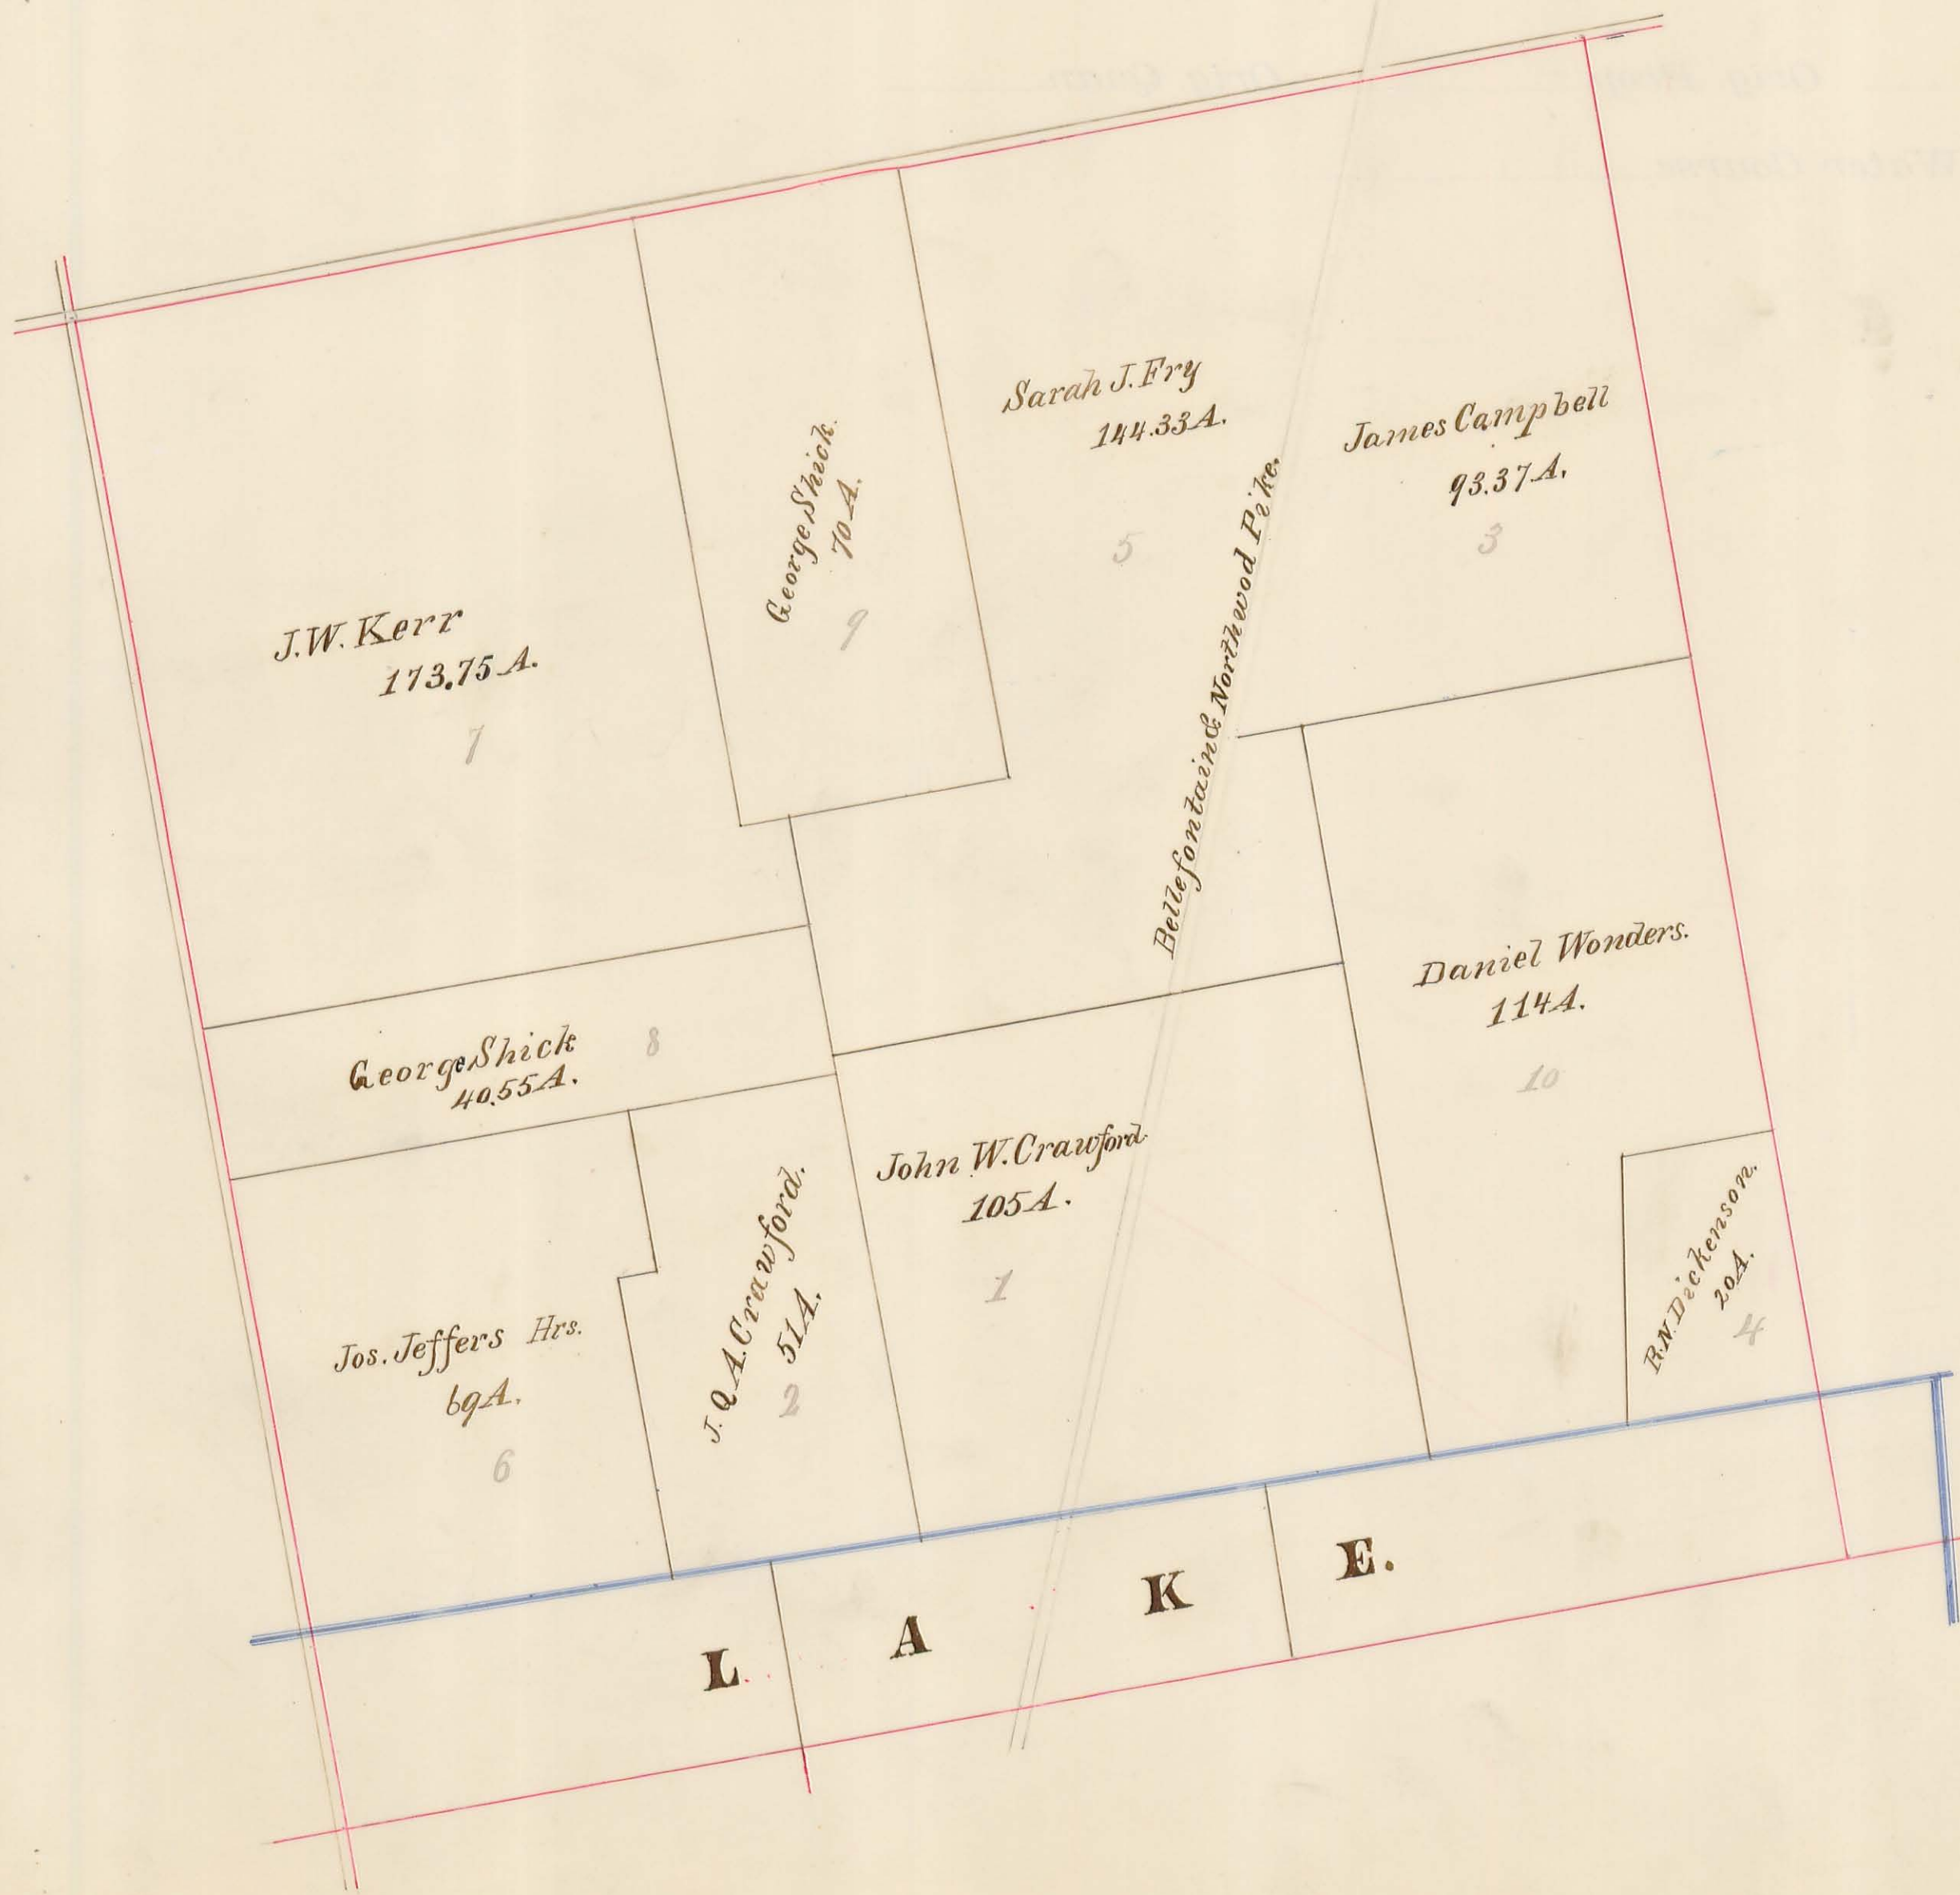 J.W. Kerr
173.75 A.
7
George Shick.
70 A.
9
Sarah J. Fry
144.33 A.
5
James Campbell
93.37 A.
3
Bellefontain & Northwood Pike.
George Shick
40.55 A.
8
Daniel Wonders.
114 A.
10
Jos. Jeffers Hrs.
69 A.
6
J. Q. A. Crawford.
51 A.
2
John W. Crawford.
105 A.
1
R.N. Dickenson.
20 A.
4
L A K E.